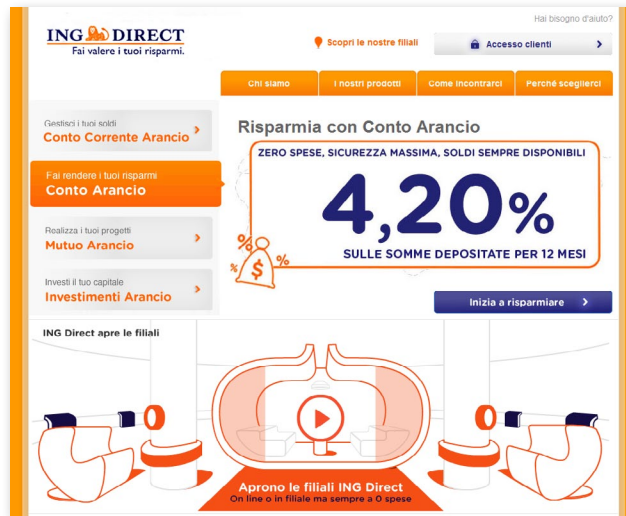 Hai bisogno d'aiuto?
ING DIRECT
Fai valere i tuoi risparmi.
Scopri le nostre filiali
Accesso clienti
Chi siamo
I nostri prodotti
Come incontrarci
Perché sceglierci
Gestisci i tuoi soldi
Conto Corrente Arancio
Fai rendere i tuoi risparmi
Conto Arancio
Realizza i tuoi progetti
Mutuo Arancio
Investi il tuo capitale
Investimenti Arancio
Risparmia con Conto Arancio
ZERO SPESE, SICUREZZA MASSIMA, SOLDI SEMPRE DISPONIBILI
4,20%
SULLE SOMME DEPOSITATE PER 12 MESI
% % % $
Inizia a risparmiare
ING Direct apre le filiali
Aprono le filiali ING Direct
On line o in filiale ma sempre a 0 spese